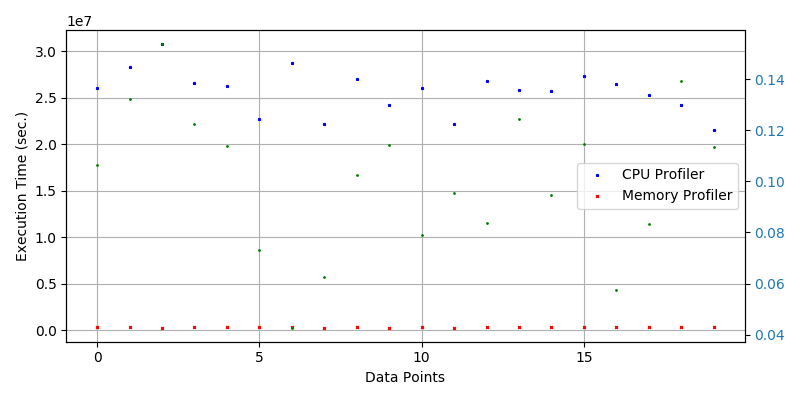 1e7
3.0
2.5
2.0
1.5
1.0
0.5
0.0
Execution Time (sec.)
0.14
0.12
0.10
0.08
0.06
0.04
CPU Profiler
Memory Profiler
0 5 10 15
Data Points